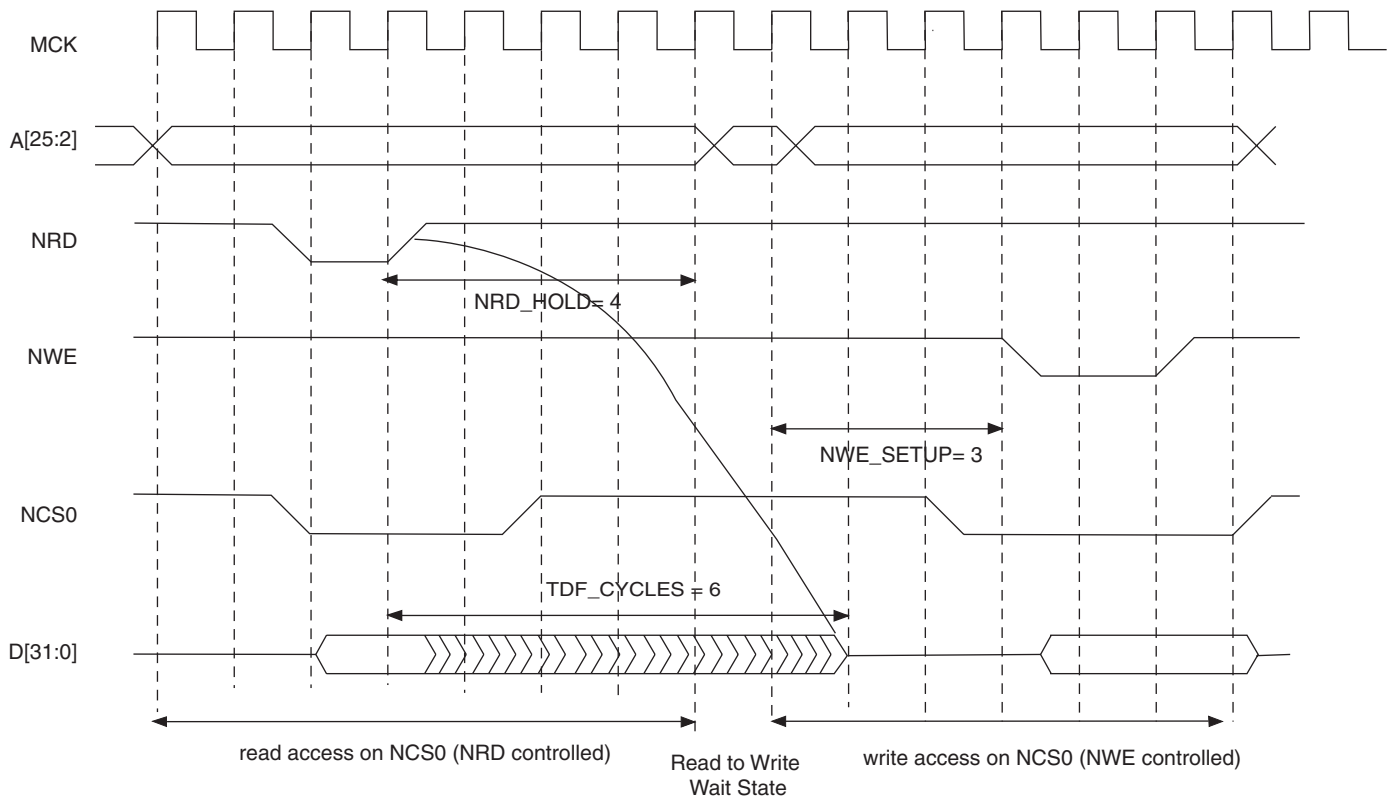 MCK
A[25:2]
NRD
NRD_HOLD= 4
NWE
NWE_SETUP= 3
NCS0
TDF_CYCLES = 6
D[31:0]
read access on NCS0 (NRD controlled)
Read to Write
Wait State
write access on NCS0 (NWE controlled)